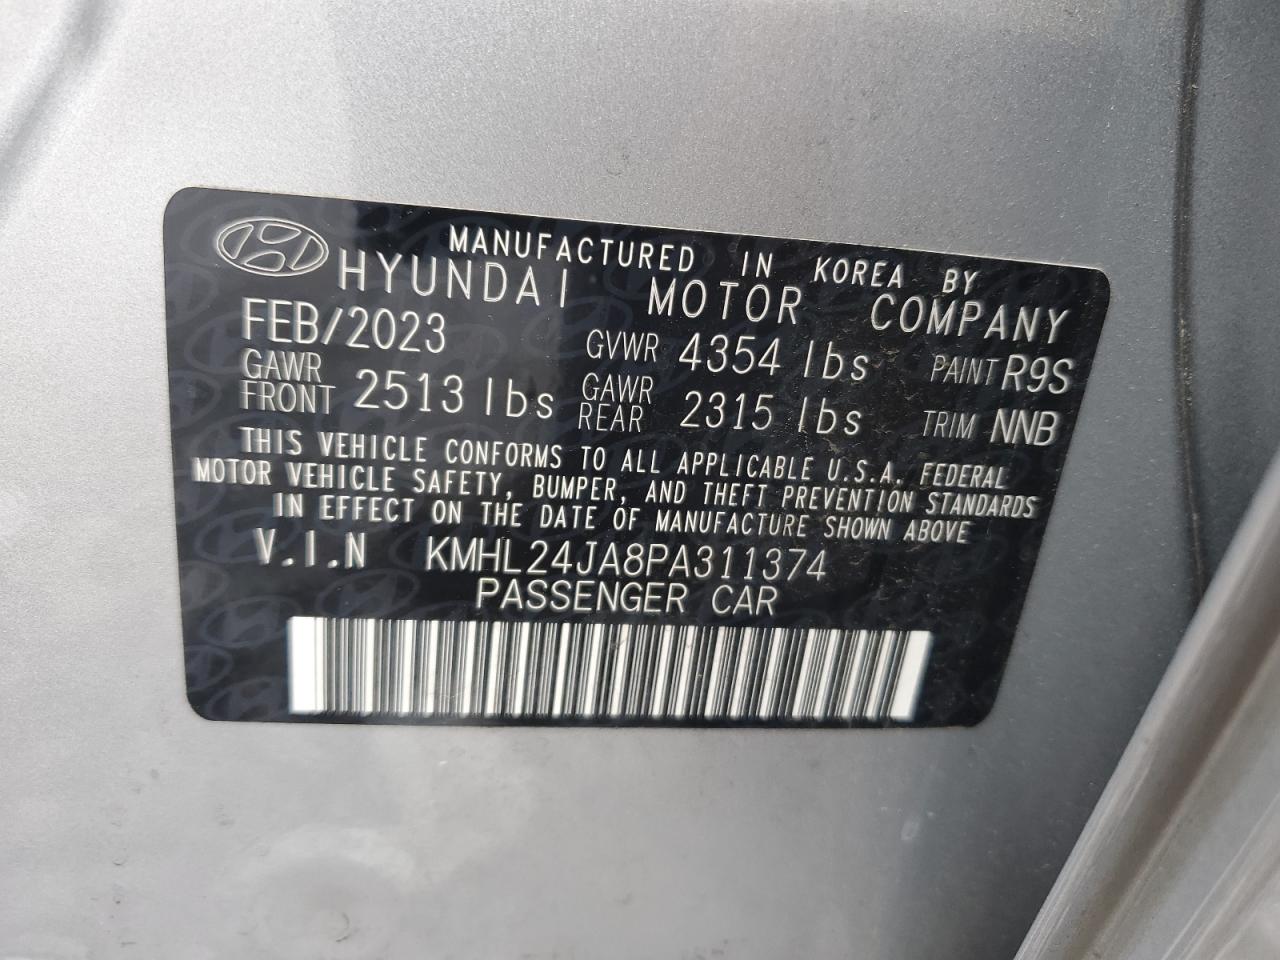 MANUFACTURED IN KOREA BY
HYUNDAI MOTOR COMPANY
FEB/2023 GVWR 4354 lbs PAINT R9S
GAWR FRONT 2513 lbs GAWR REAR 2315 lbs TRIM NNB
THIS VEHICLE CONFORMS TO ALL APPLICABLE U.S.A. FEDERAL
MOTOR VEHICLE SAFETY, BUMPER, AND THEFT PREVENTION STANDARDS
IN EFFECT ON THE DATE OF MANUFACTURE SHOWN ABOVE
V.I.N KMHL24JA8PA311374
PASSENGER CAR